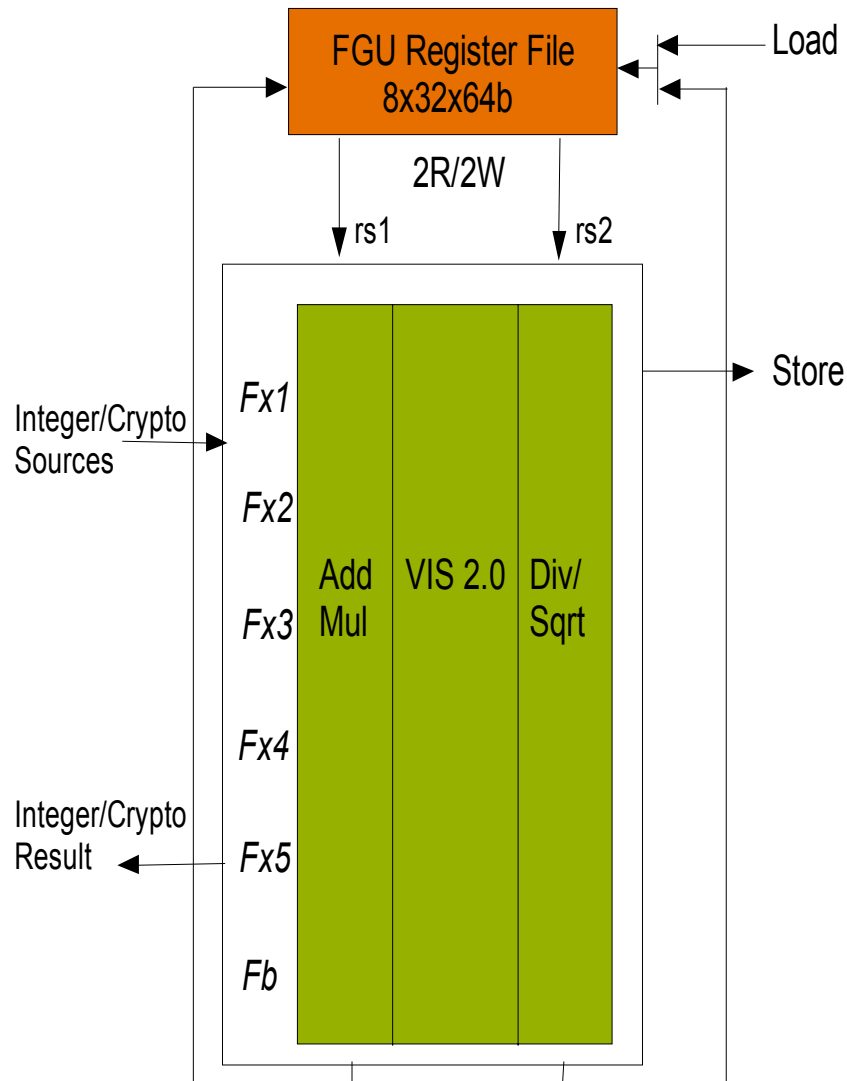 FGU Register File
8x32x64b
Load
2R/2W
rs1
rs2
Store
Fx1
Integer/Crypto
Sources
Fx2
Add
Mul
VIS 2.0
Div/
Sqrt
Fx3
Fx4
Integer/Crypto
Result
Fx5
Fb